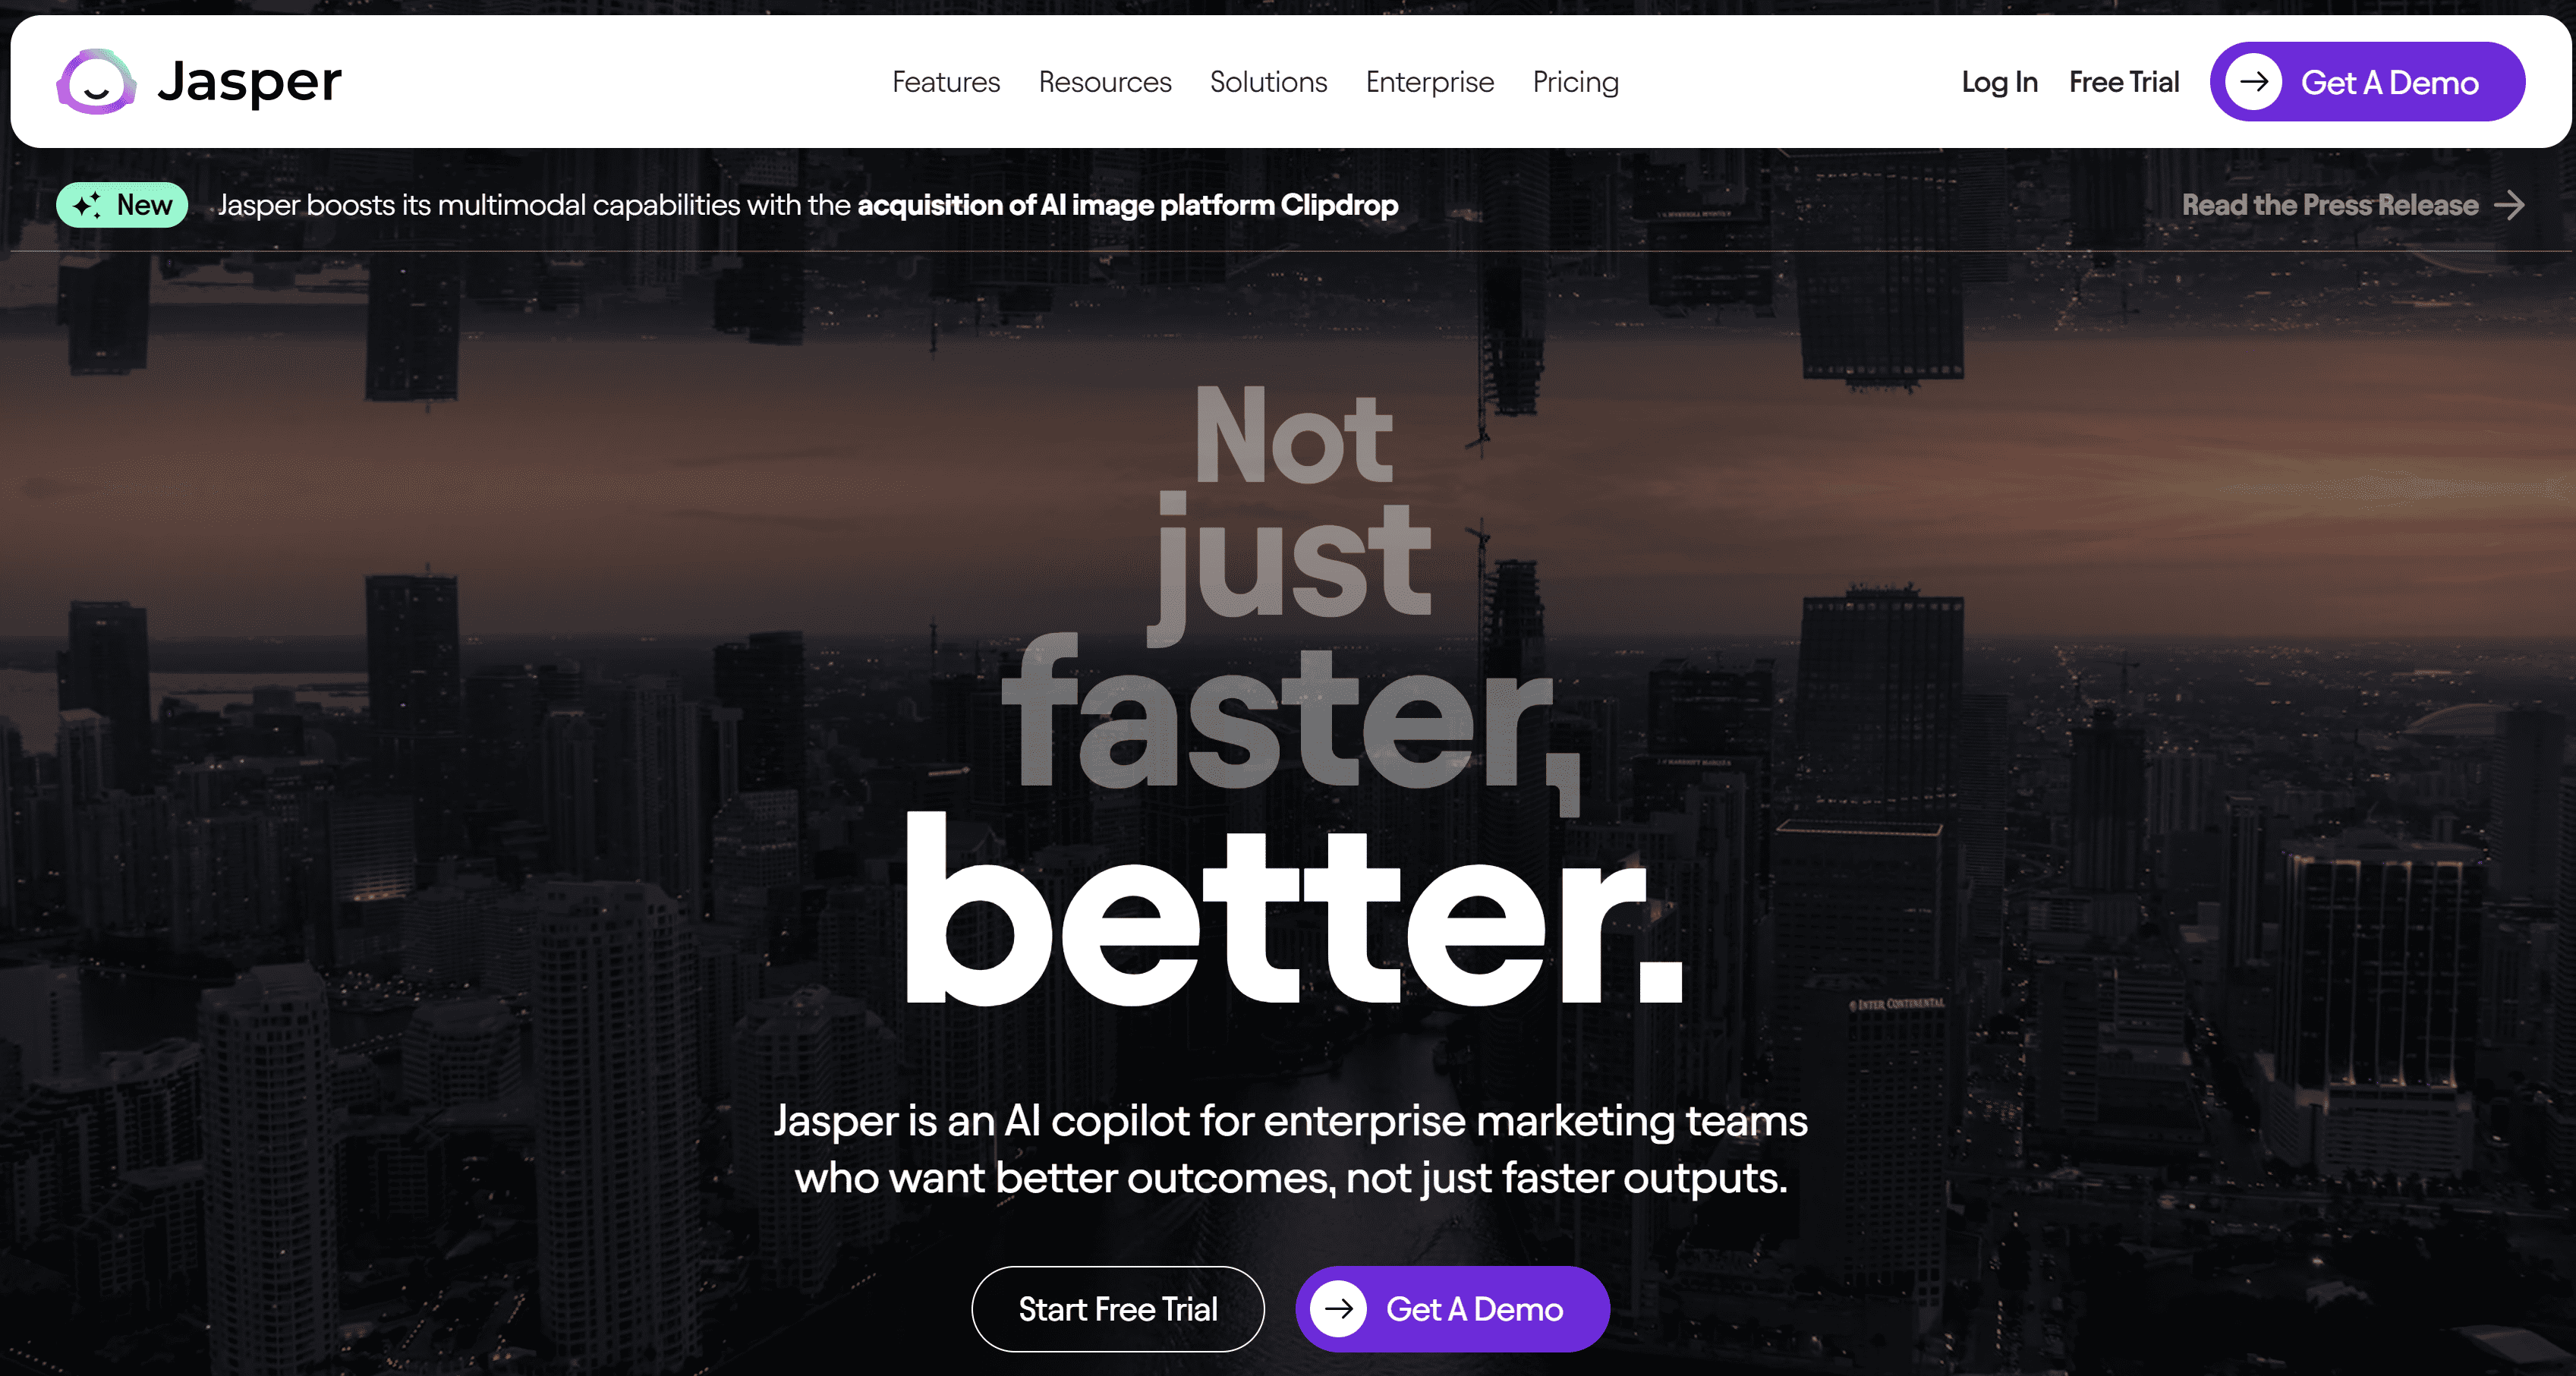 Jasper
Features Resources Solutions Enterprise Pricing
Log In Free Trial Get A Demo
New Jasper boosts its multimodal capabilities with the acquisition of AI image platform Clipdrop
Read the Press Release
Not
just
faster,
better.
INTER CONTINENTAL
Jasper is an AI copilot for enterprise marketing teams
who want better outcomes, not just faster outputs.
Start Free Trial Get A Demo